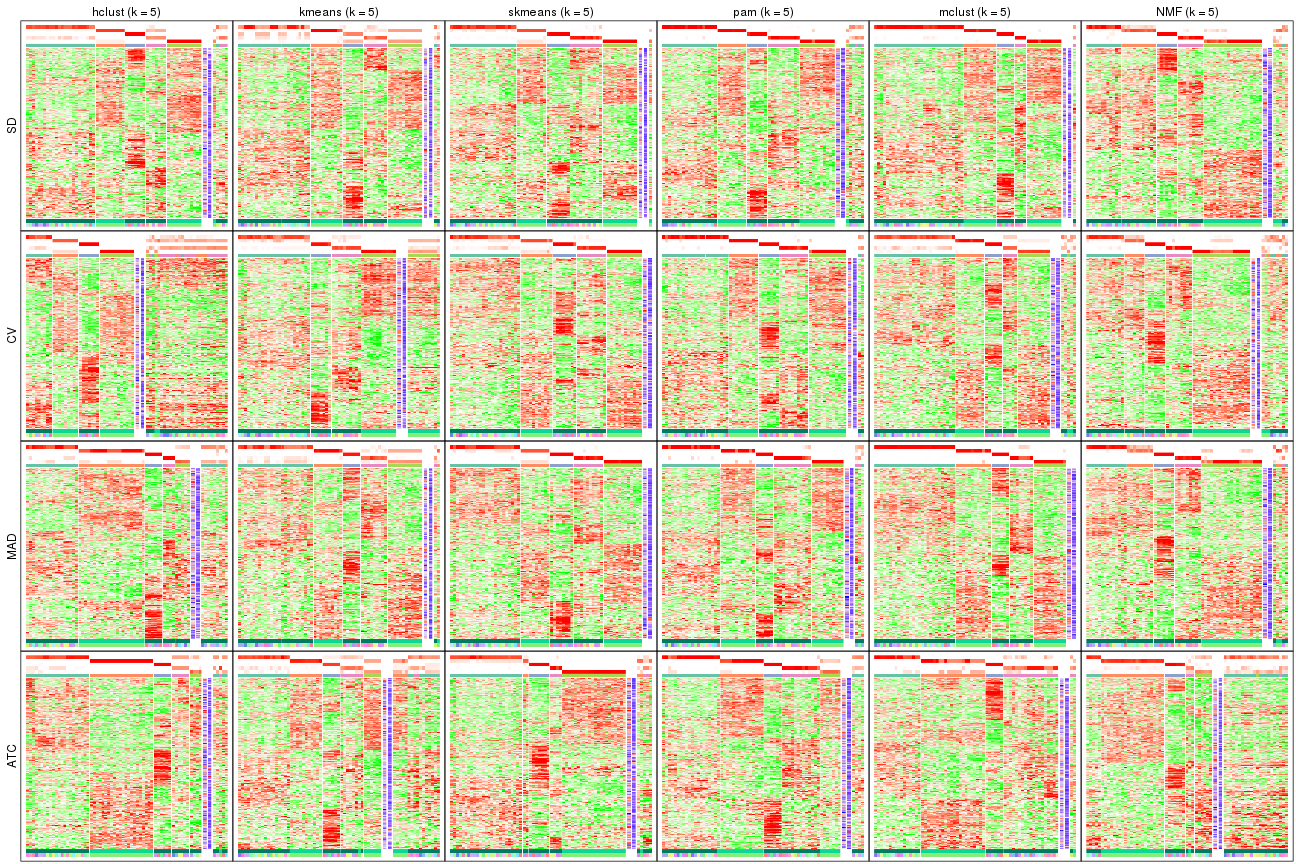 hclust (k = 5)
kmeans (k = 5)
skmeans (k = 5)
pam (k = 5)
mclust (k = 5)
NMF (k = 5)
SD
CV
MAD
ATC